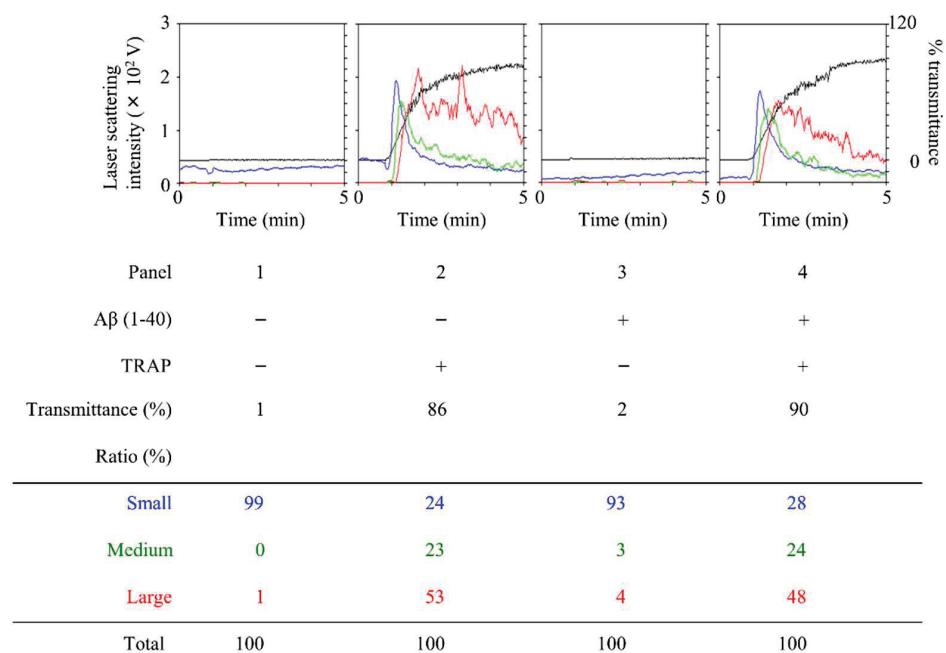 3
2
1
0
Laser scattering
intensity (× 10² V)
120
0
% transmittance
0 5 0 5 0 5 0 5
Time (min) Time (min) Time (min) Time (min)
Panel 1 2 3 4
Aβ (1-40) − − + +
TRAP − + − +
Transmittance (%) 1 86 2 90
Ratio (%)
Small 99 24 93 28
Medium 0 23 3 24
Large 1 53 4 48
Total 100 100 100 100